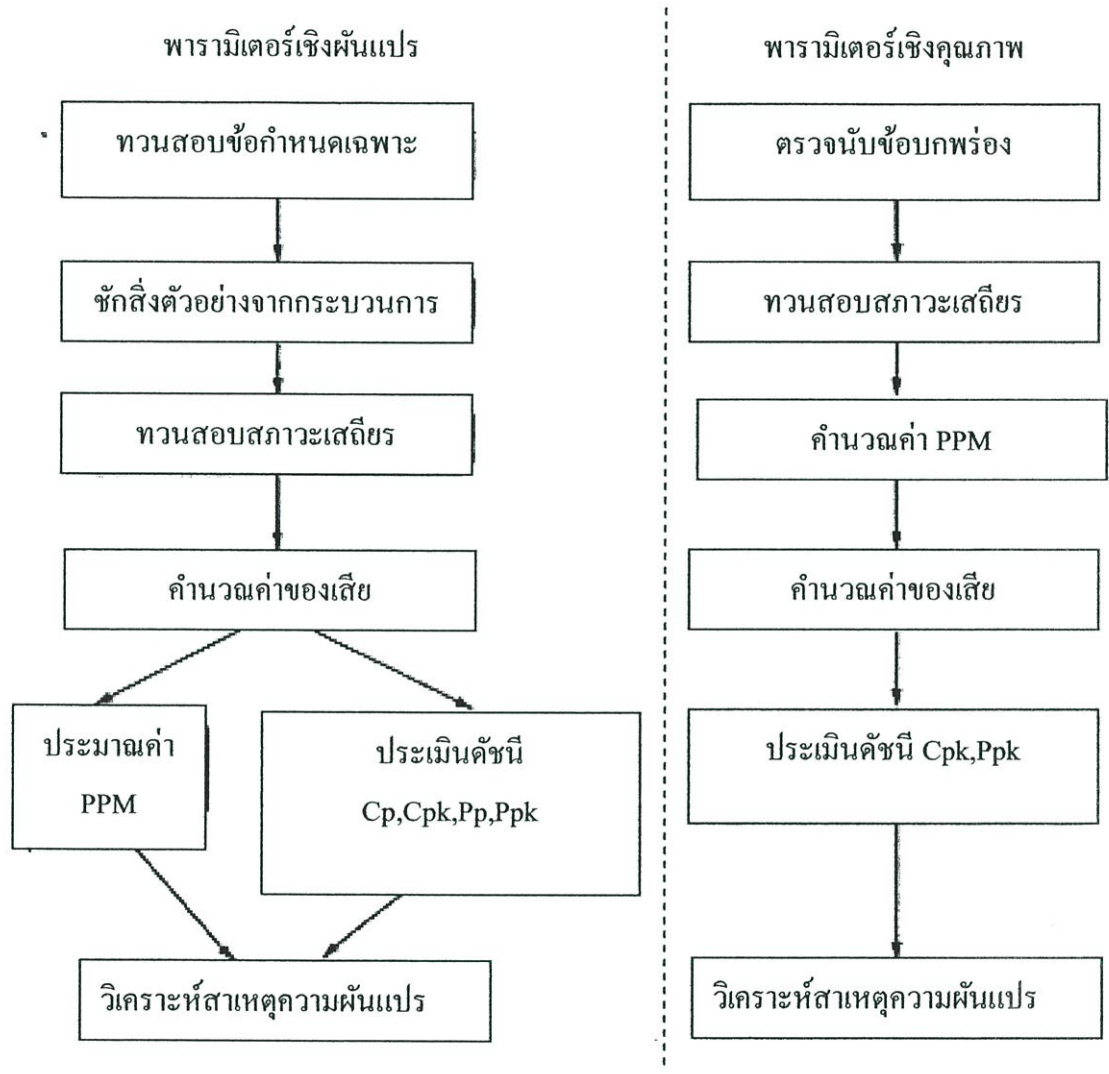 พารามิเตอร์เชิงผันแปร
ทวนสอบข้อกำหนดเฉพาะ
ชักสิ่งตัวอย่างจากกระบวนการ
ทวนสอบสภาวะเสถียร
คำนวณค่าของเสีย
ประมาณค่า
PPM
ประเมินดัชนี
Cp,Cpk,Pp,Ppk
วิเคราะห์สาเหตุความผันแปร
พารามิเตอร์เชิงคุณภาพ
ตรวจนับข้อบกพร่อง
ทวนสอบสภาวะเสถียร
คำนวณค่า PPM
คำนวณค่าของเสีย
ประเมินดัชนี Cpk,Ppk
วิเคราะห์สาเหตุความผันแปร